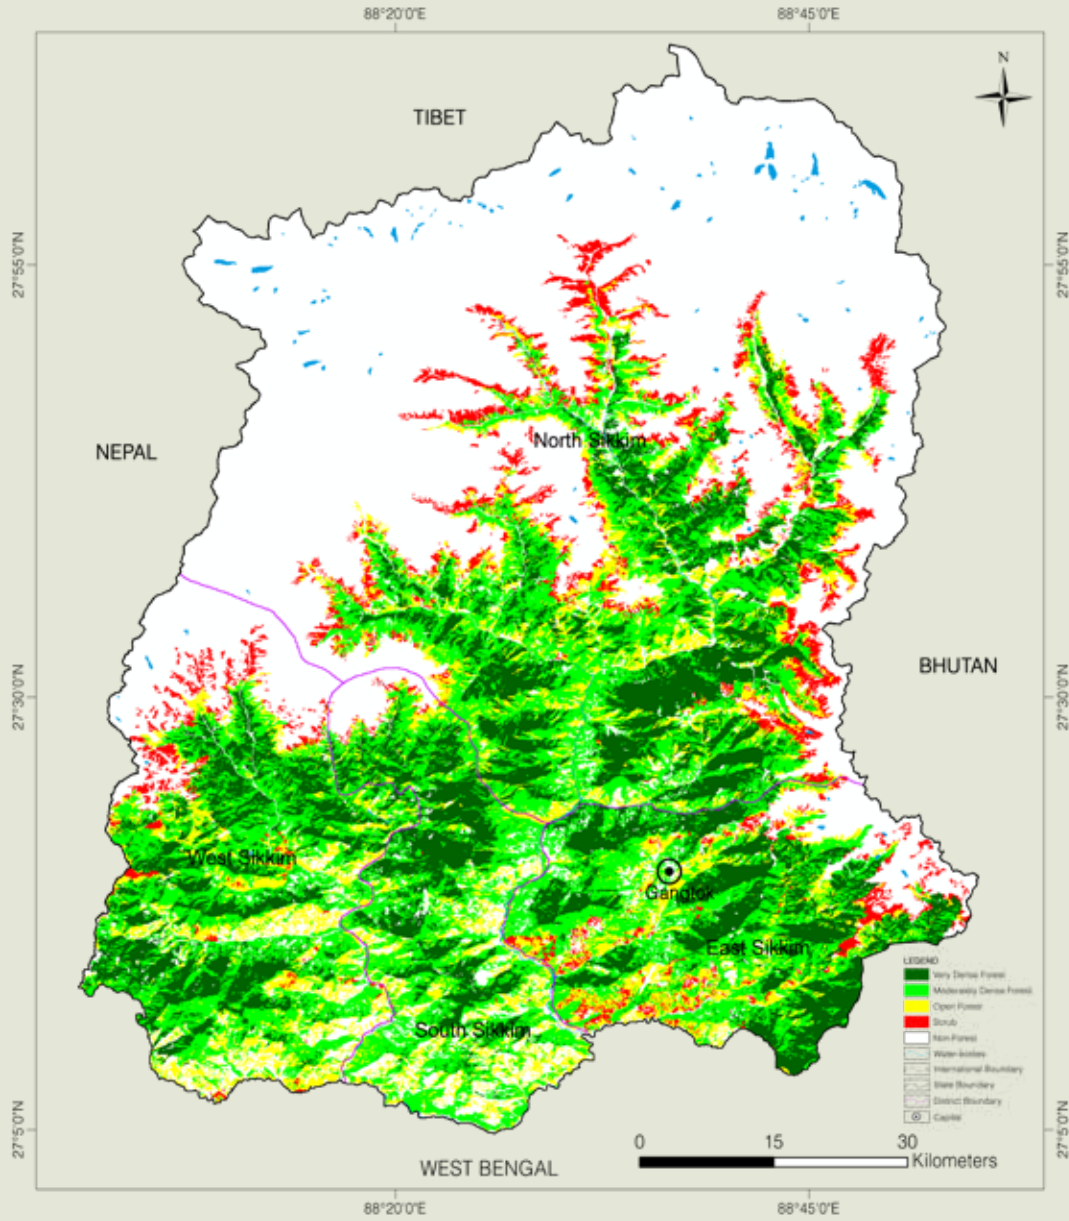 88°20'0"E
88°45'0"E
N
TIBET
27°55'0"N
27°55'0"N
North Sikkim
NEPAL
BHUTAN
27°30'0"N
27°30'0"N
West Sikkim
Gangtok
East Sikkim
LEGEND
Very Dense Forest
Moderately Dense Forest
Open Forest
Scrub
Non-Forest
Water-bodies
International Boundary
State Boundary
District Boundary
Capital
South Sikkim
27°5'0"N
27°5'0"N
0
15
30
Kilometers
WEST BENGAL
88°20'0"E
88°45'0"E